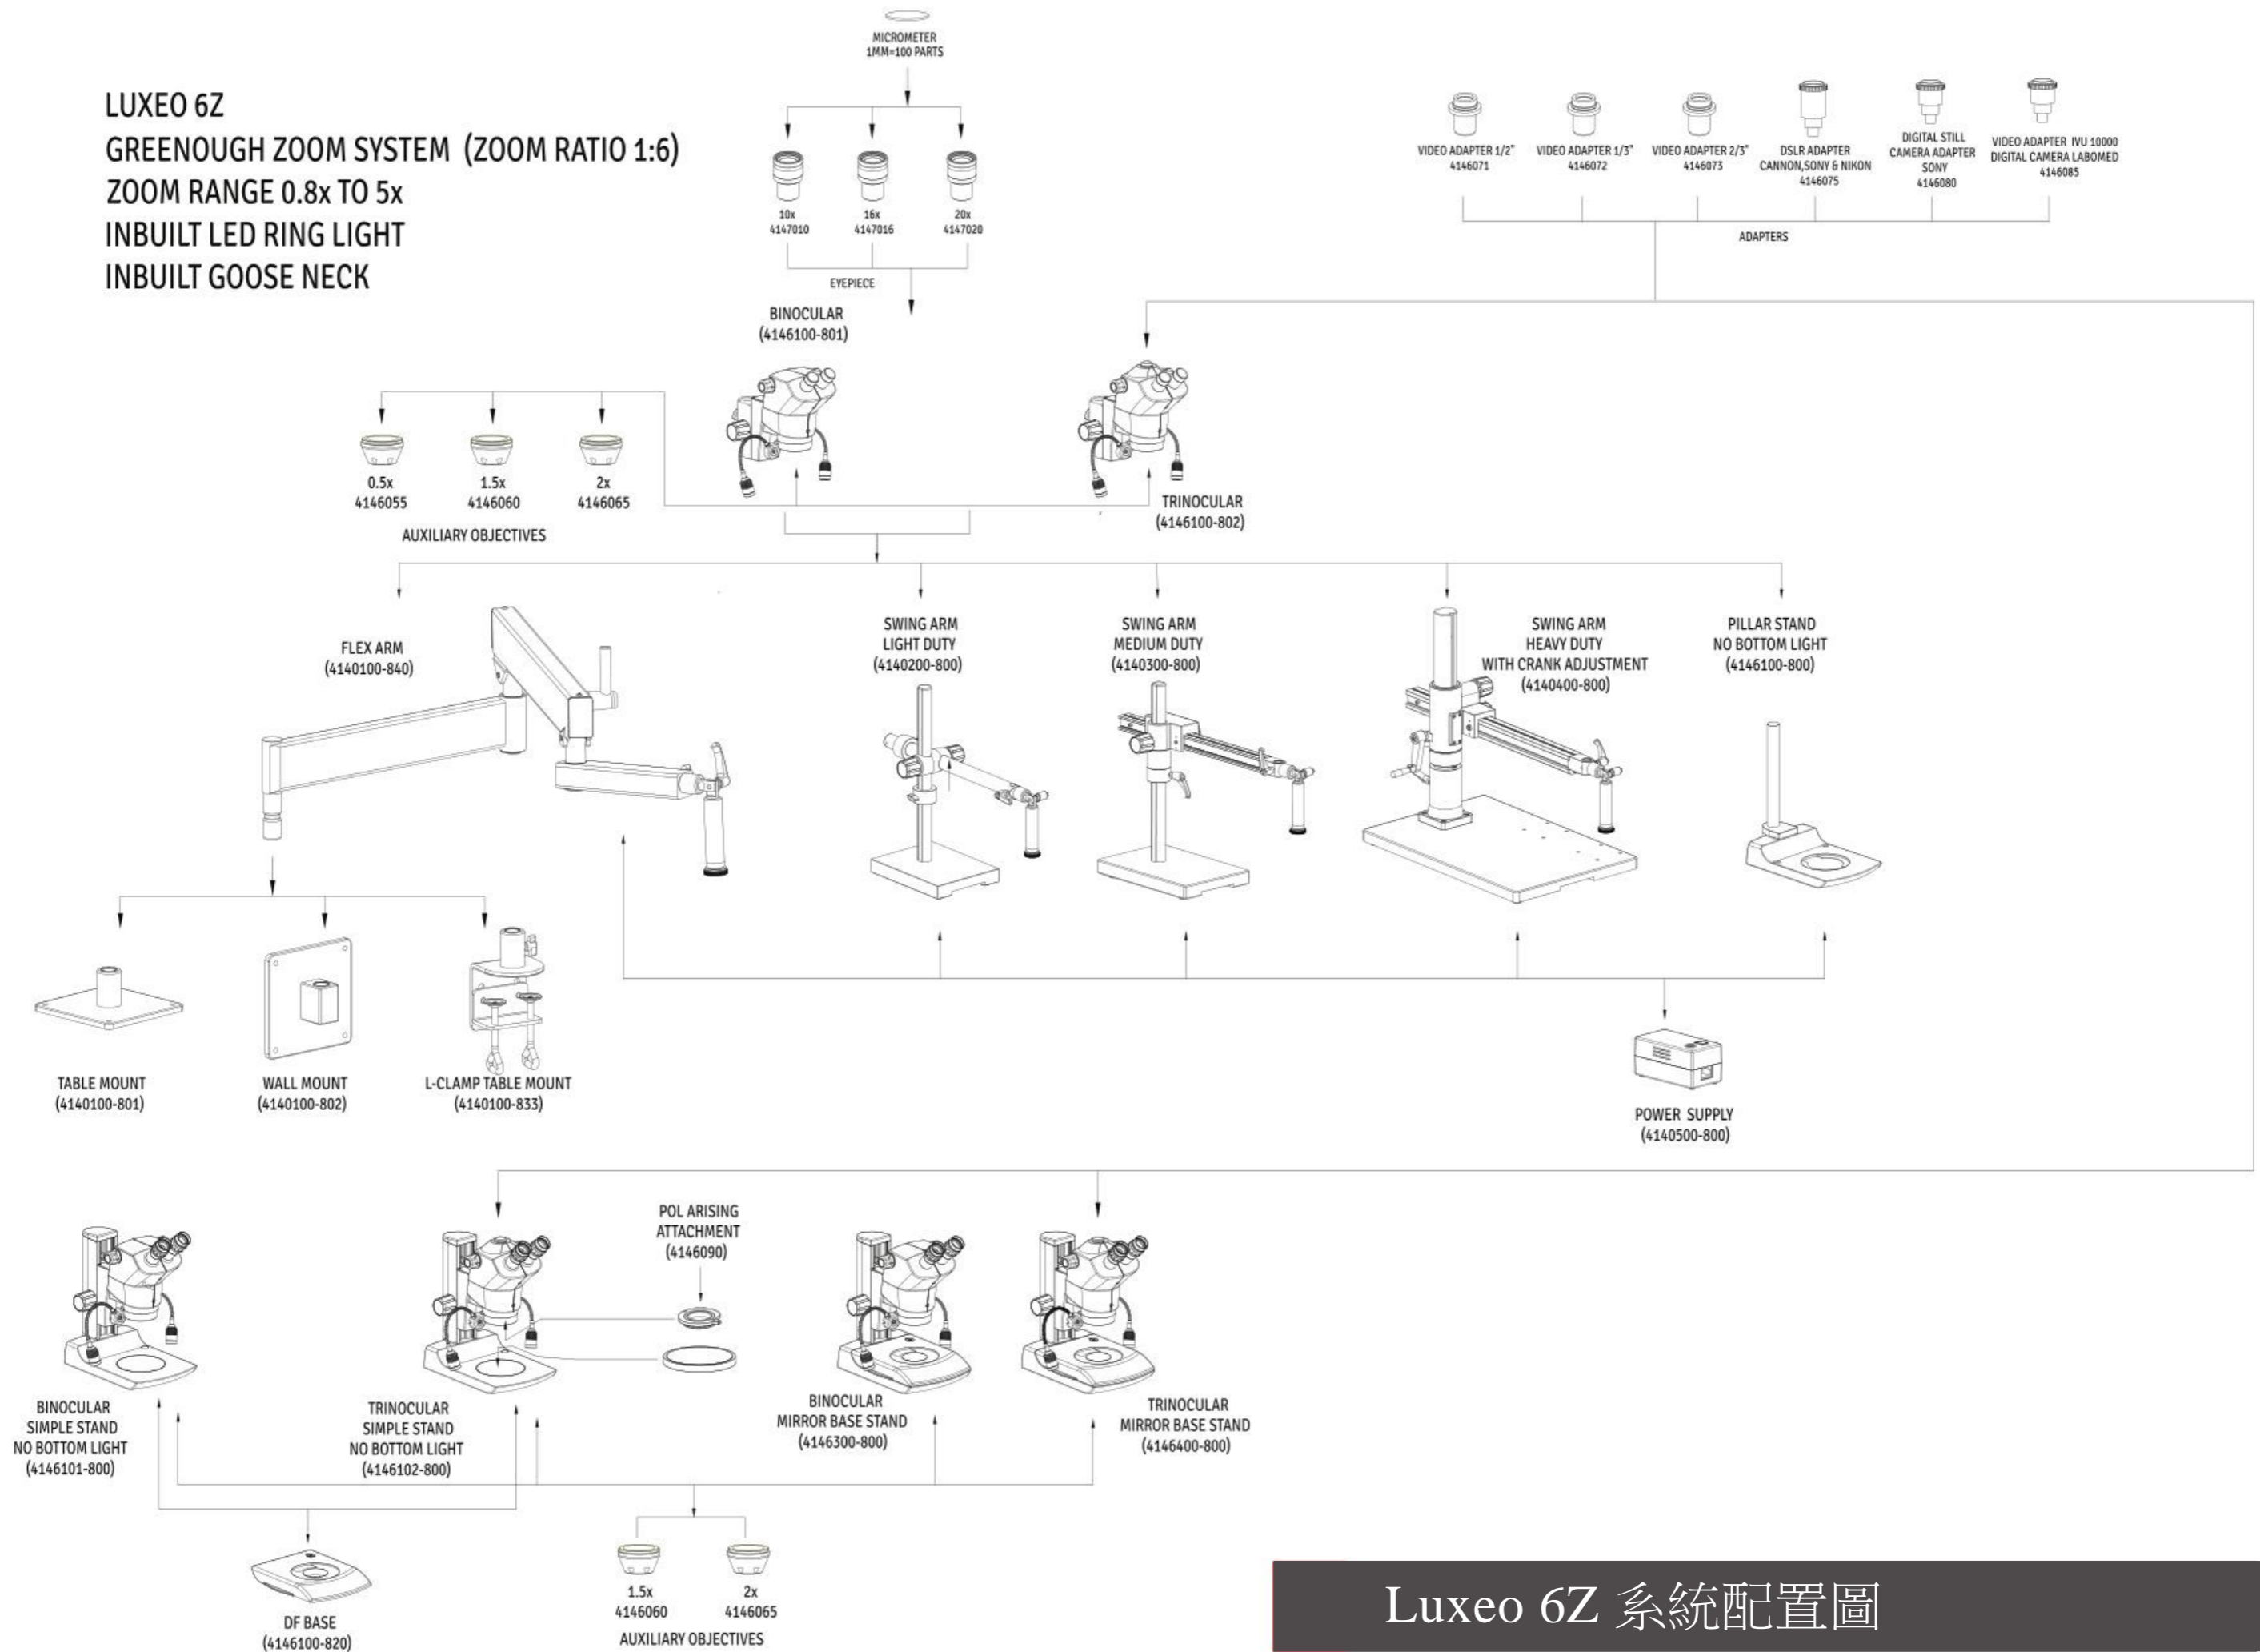 LUXEO 6Z
GREENOUGH ZOOM SYSTEM (ZOOM RATIO 1:6)
ZOOM RANGE 0.8x TO 5x
INBUILT LED RING LIGHT
INBUILT GOOSE NECK
MICROMETER
1MM=100 PARTS
10x
4147010
16x
4147016
20x
4147020
EYEPIECE
VIDEO ADAPTER 1/2"
4146071
VIDEO ADAPTER 1/3"
4146072
VIDEO ADAPTER 2/3"
4146073
DSLR ADAPTER
CANNON,SONY & NIKON
4146075
DIGITAL STILL
CAMERA ADAPTER
SONY
4146080
VIDEO ADAPTER IVU 10000
DIGITAL CAMERA LABOMED
4146085
ADAPTERS
BINOCULAR
(4146100-801)
TRINOCULAR
(4146100-802)
0.5x
4146055
1.5x
4146060
2x
4146065
AUXILIARY OBJECTIVES
FLEX ARM
(4140100-840)
SWING ARM
LIGHT DUTY
(4140200-800)
SWING ARM
MEDIUM DUTY
(4140300-800)
SWING ARM
HEAVY DUTY
WITH CRANK ADJUSTMENT
(4140400-800)
PILLAR STAND
NO BOTTOM LIGHT
(4146100-800)
TABLE MOUNT
(4140100-801)
WALL MOUNT
(4140100-802)
L-CLAMP TABLE MOUNT
(4140100-833)
POWER SUPPLY
(4140500-800)
POL ARISING
ATTACHMENT
(4146090)
BINOCULAR
SIMPLE STAND
NO BOTTOM LIGHT
(4146101-800)
TRINOCULAR
SIMPLE STAND
NO BOTTOM LIGHT
(4146102-800)
BINOCULAR
MIRROR BASE STAND
(4146300-800)
TRINOCULAR
MIRROR BASE STAND
(4146400-800)
DF BASE
(4146100-820)
1.5x
4146060
2x
4146065
AUXILIARY OBJECTIVES
Luxeo 6Z 系統配置圖